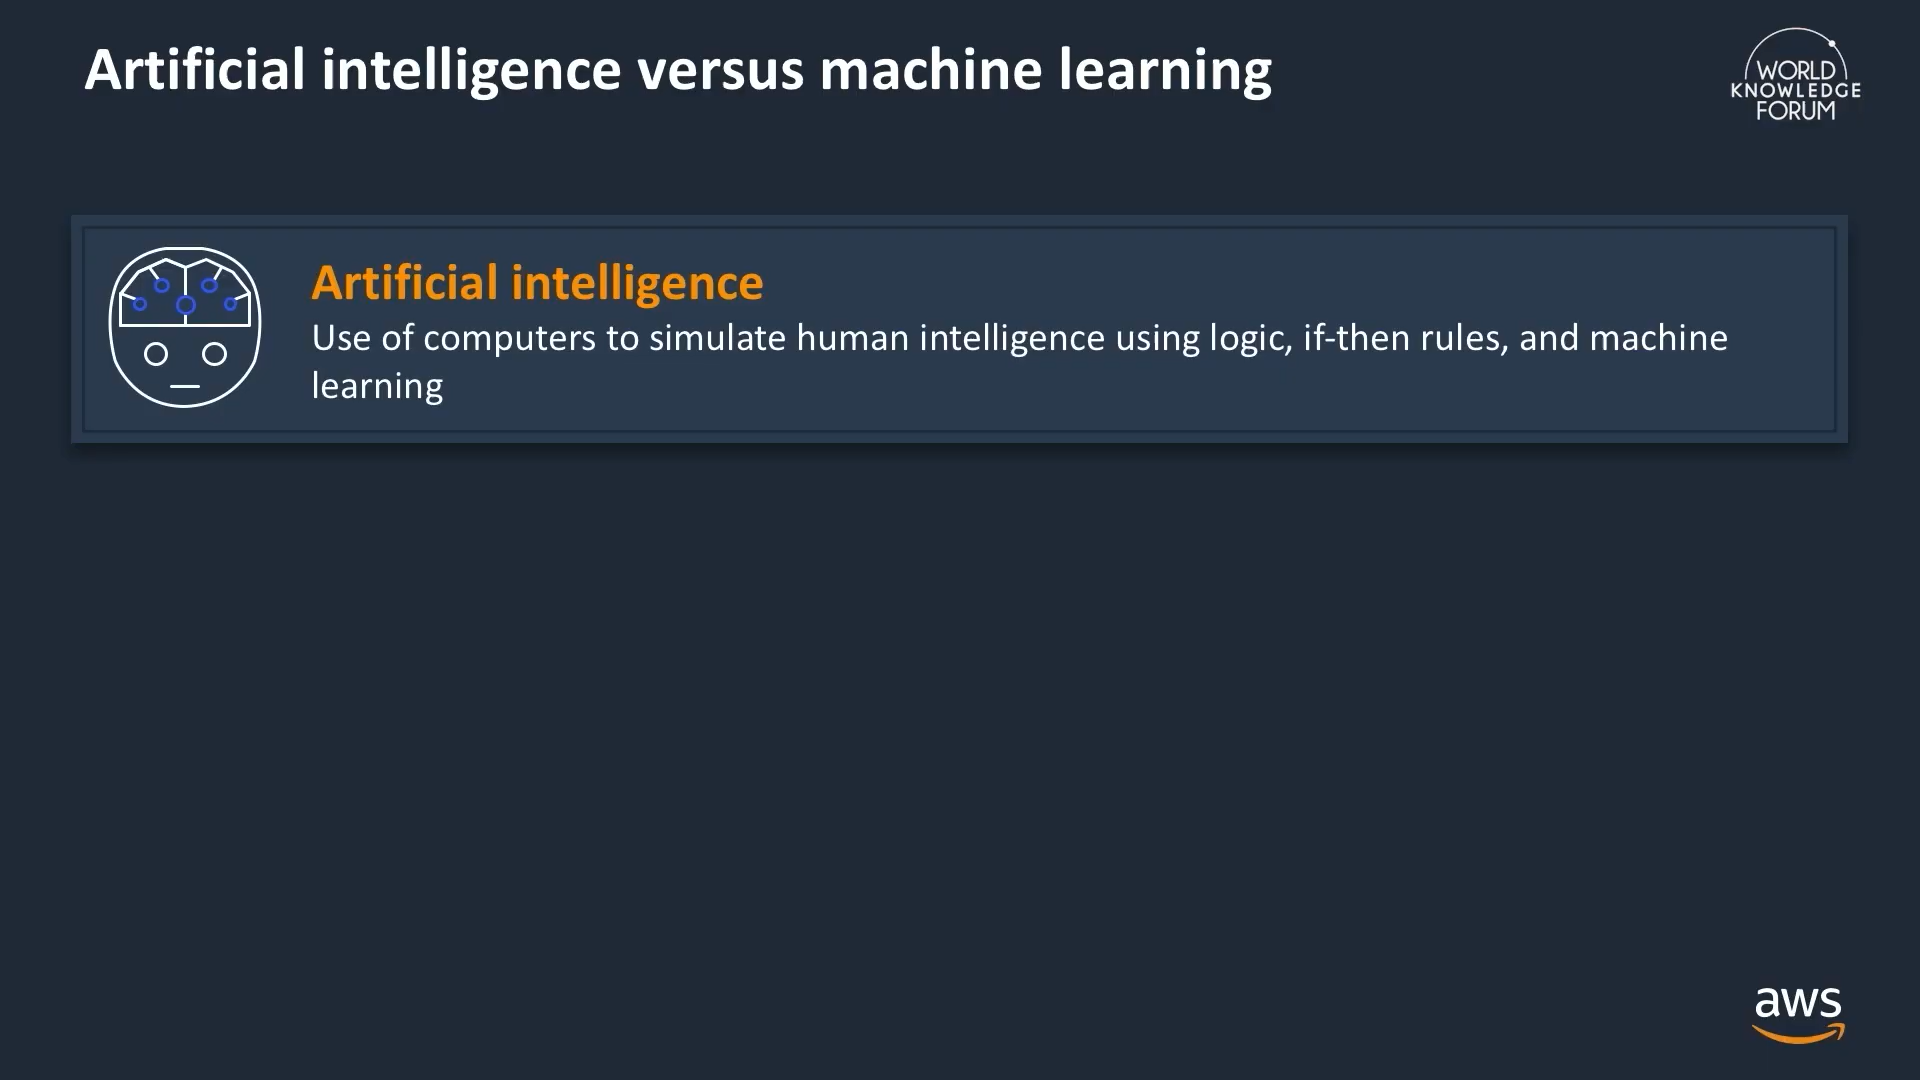 Artificial intelligence versus machine learning
WORLD
KNOWLEDGE
FORUM
Artificial intelligence
Use of computers to simulate human intelligence using logic, if-then rules, and machine
learning
aws